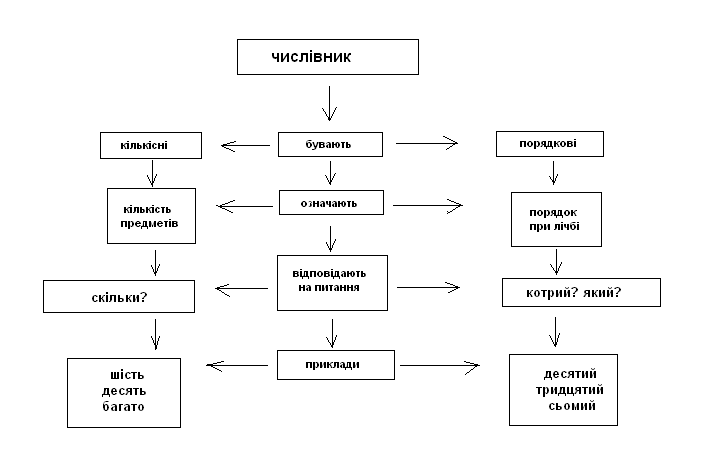 числівник
кількісні
бувають
порядкові
кількість
предметів
означають
порядок
при лічбі
скільки?
відповідають
на питання
котрий? який?
шість
десять
багато
приклади
десятий
тридцятий
сьомий